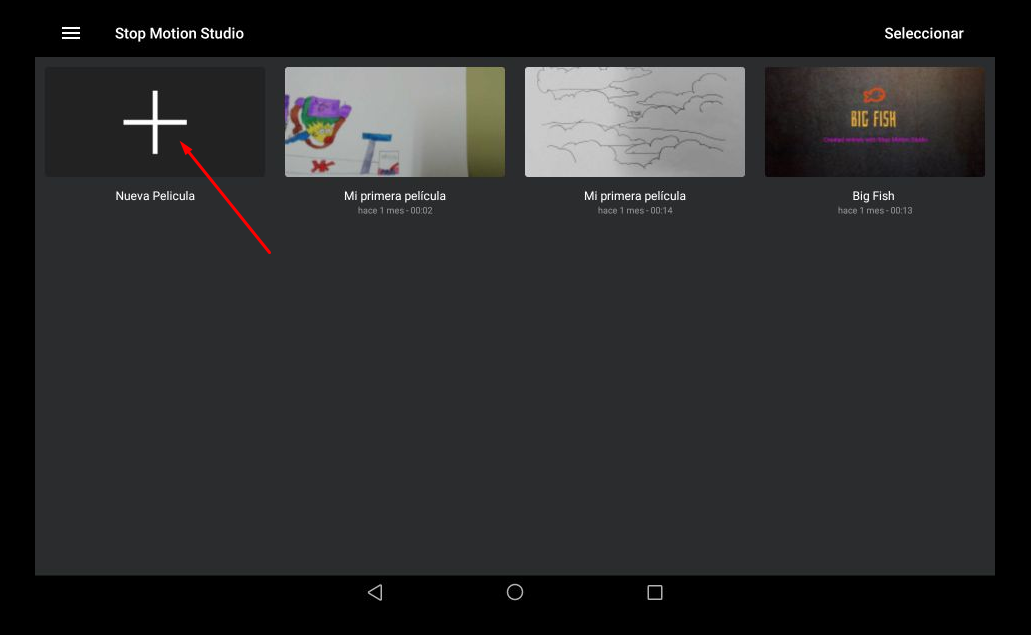 Stop Motion Studio
Seleccionar
Nueva Pelicula
Mi primera película
hace 1 mes - 00:02
Mi primera película
hace 1 mes - 00:14
BIG FISH
Big Fish
hace 1 mes - 00:13